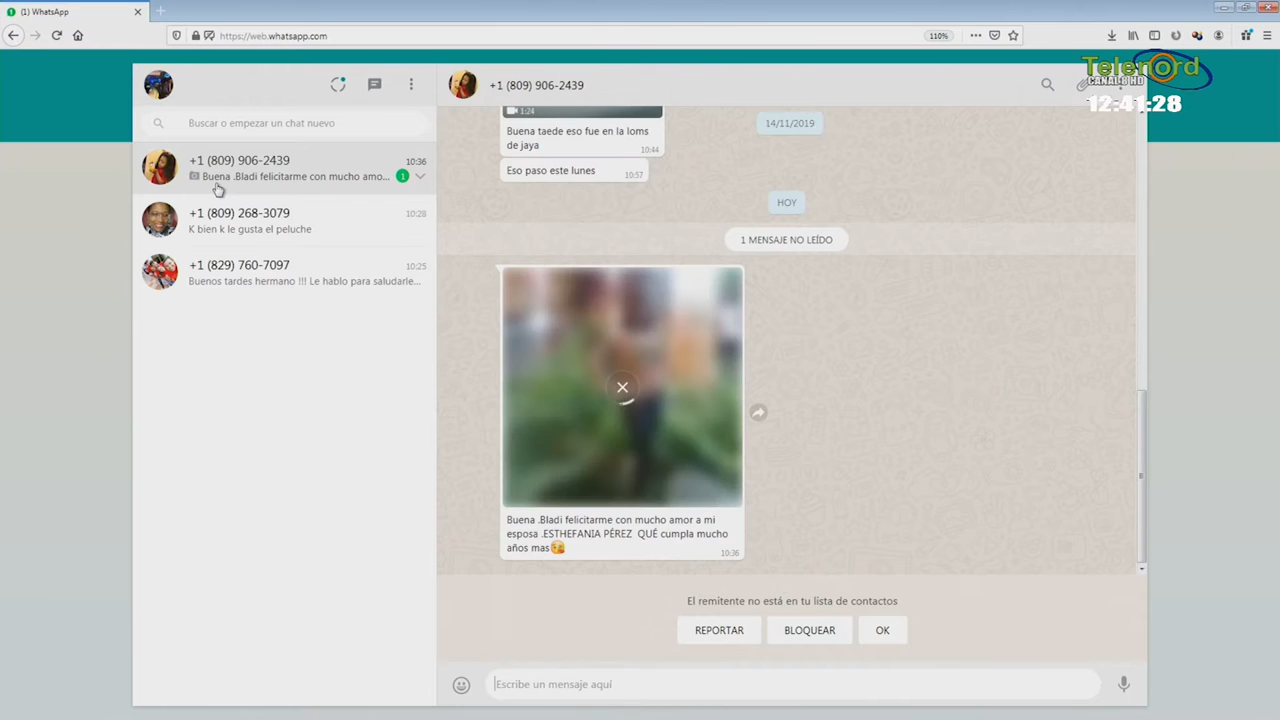 (1) WhatsApp
https://web.whatsapp.com
110%
Telenord
CANAL 8 HD
12:41:28
+1 (809) 906-2439
Buscar o empezar un chat nuevo
+1 (809) 906-2439
10:36
Buena .Bladi felicitarme con mucho amo...
1
+1 (809) 268-3079
10:28
K bien k le gusta el peluche
+1 (829) 760-7097
10:25
Buenos tardes hermano !!! Le hablo para saludarle...
1:24
14/11/2019
Buena taede eso fue en la loms
de jaya
10:44
Eso paso este lunes
10:57
HOY
1 MENSAJE NO LEÍDO
Buena .Bladi felicitarme con mucho amor a mi
esposa .ESTHEFANIA PÉREZ QUÉ cumpla mucho
años mas😘
10:36
El remitente no está en tu lista de contactos
REPORTAR
BLOQUEAR
OK
Escribe un mensaje aquí